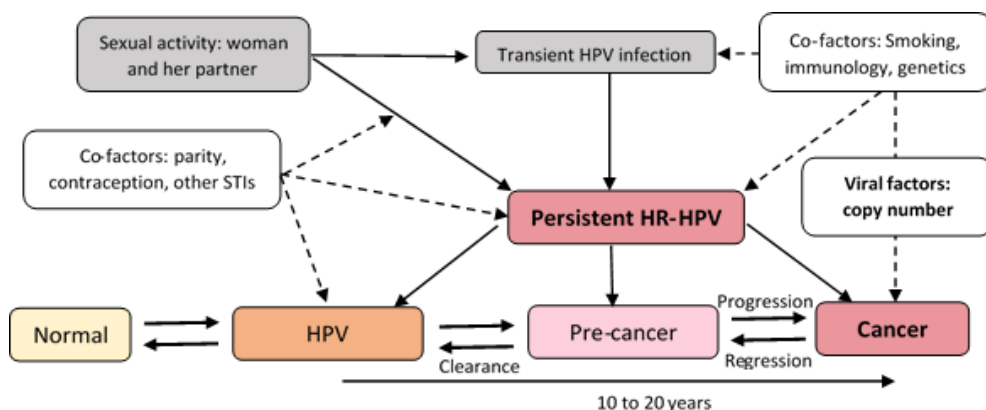 Sexual activity: woman
and her partner
Transient HPV infection
Co-factors: Smoking,
immunology, genetics
Co-factors: parity,
contraception, other STIs
Viral factors:
copy number
Persistent HR-HPV
Normal
HPV
Clearance
Pre-cancer
Progression
Regression
Cancer
10 to 20 years